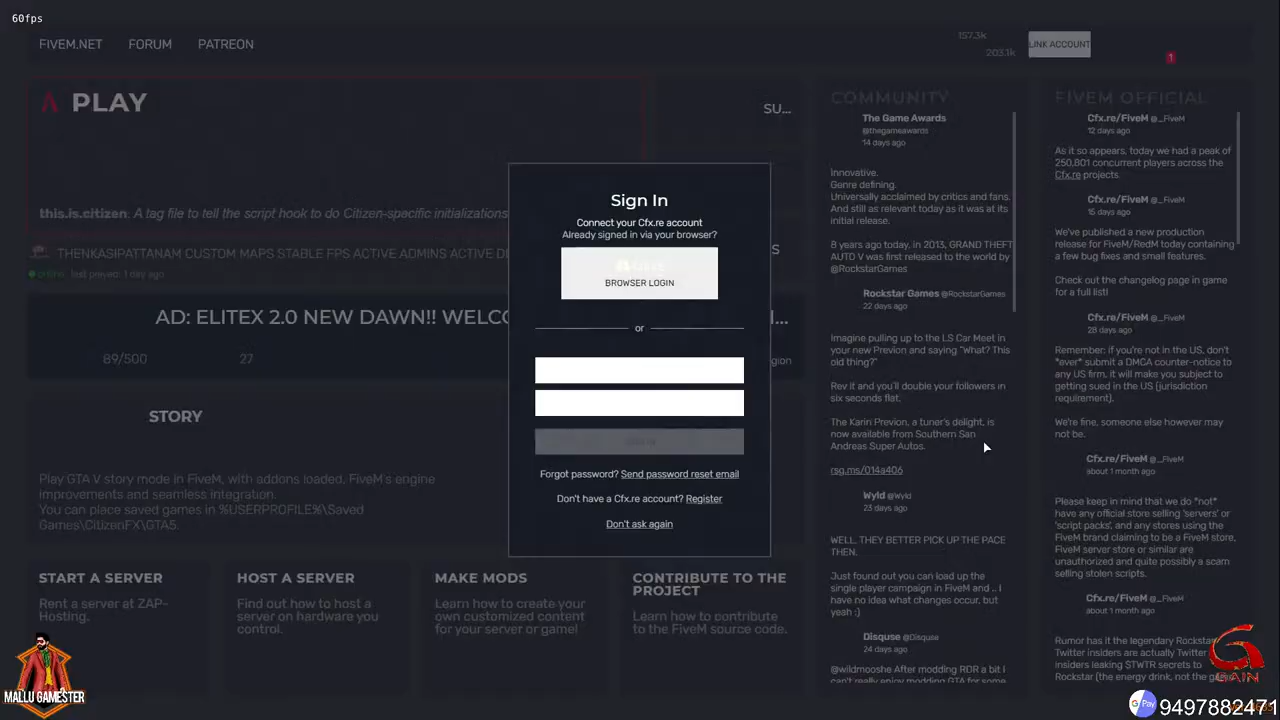 60fps
FIVEM.NET
FORUM
PATREON
157.3k
203.1k
LINK ACCOUNT
1
PLAY
SU...
this.is.citizen. A tag file to tell the script hook to do Citizen-specific initializations
THENKASIPATTANAM CUSTOM MAPS STABLE FPS ACTIVE ADMINS ACTIVE D
online last played: 1 day ago
S
AD: ELITEX 2.0 NEW DAWN!! WELCO
I...
89/500
27
gion
STORY
Play GTA V story mode in FiveM, with addons loaded, FiveM's engine
improvements and seamless integration.
You can place saved games in %USERPROFILE%\Saved
Games\CitizenFX\GTA5.
START A SERVER
Rent a server at ZAP-
Hosting.
HOST A SERVER
Find out how to host a
server on hardware you
control.
MAKE MODS
Learn how to create your
own customized content
for your server or game!
CONTRIBUTE TO THE
PROJECT
Learn how to contribute
to the FiveM source code.
Sign In
Connect your Cfx.re account
Already signed in via your browser?
BROWSER LOGIN
or
Forgot password? Send password reset email
Don't have a Cfx.re account? Register
Don't ask again
COMMUNITY
The Game Awards
@thegameawards
14 days ago
Innovative.
Genre defining.
Universally acclaimed by critics and fans.
And still as relevant today as it was at its
initial release.
8 years ago today, in 2013, GRAND THEFT
AUTO V was first released to the world by
@RockstarGames
Rockstar Games @RockstarGames
22 days ago
Imagine pulling up to the LS Car Meet in
your new Previon and saying "What? This
old thing?"
Rev it and you'll double your followers in
six seconds flat.
The Karin Previon, a tuner's delight, is
now available from Southern San
Andreas Super Autos.
rsg.ms/014a406
Wyld @Wyld
23 days ago
WELL, THEY BETTER PICK UP THE PACE
THEN.
Just found out you can load up the
single player campaign in FiveM and .. I
have no idea what changes occur, but
yeah :)
Disquse @Disquse
24 days ago
@wildmooshe After modding RDR a bit I
can't really enjoy modding GTA for some
FIVEM OFFICIAL
Cfx.re/FiveM @_FiveM
12 days ago
As it so appears, today we had a peak of
250,801 concurrent players across the
Cfx.re projects.
Cfx.re/FiveM @_FiveM
15 days ago
We've published a new production
release for FiveM/RedM today containing
a few bug fixes and small features.
Check out the changelog page in game
for a full list!
Cfx.re/FiveM @_FiveM
28 days ago
Remember: if you're not in the US, don't
*ever* submit a DMCA counter-notice to
any US firm, it will make you subject to
getting sued in the US (jurisdiction
requirement).
We're fine, someone else however may
not be.
Cfx.re/FiveM @_FiveM
about 1 month ago
Please keep in mind that we do *not*
have any official store selling 'servers' or
'script packs', and any stores using the
FiveM brand claiming to be a FiveM store,
FiveM server store or similar are
unauthorized and quite possibly a scam
selling stolen scripts.
Cfx.re/FiveM @_FiveM
about 1 month ago
Rumor has it the legendary Rockstar
Twitter insiders are actually Twitter
insiders leaking $TWTR secrets to
Rockstar (the energy drink, not the ga
MALLU GAMESTER
GAIN
G Pay 9497882471